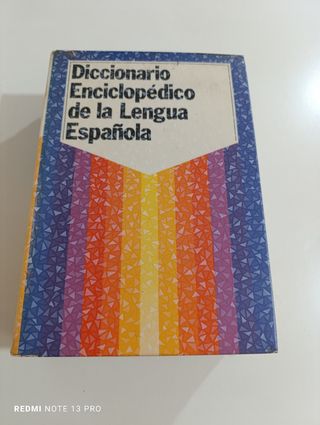 Diccionario
Enciclopédico
de la Lengua
Española
REDMI NOTE 13 PRO